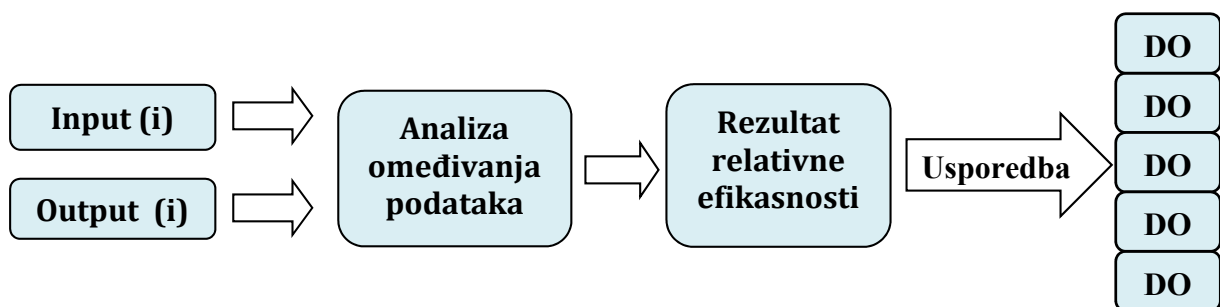 Input (i)
Output (i)
Analiza
omeđivanja
podataka
Rezultat
relativne
efikasnosti
Usporedba
DO
DO
DO
DO
DO